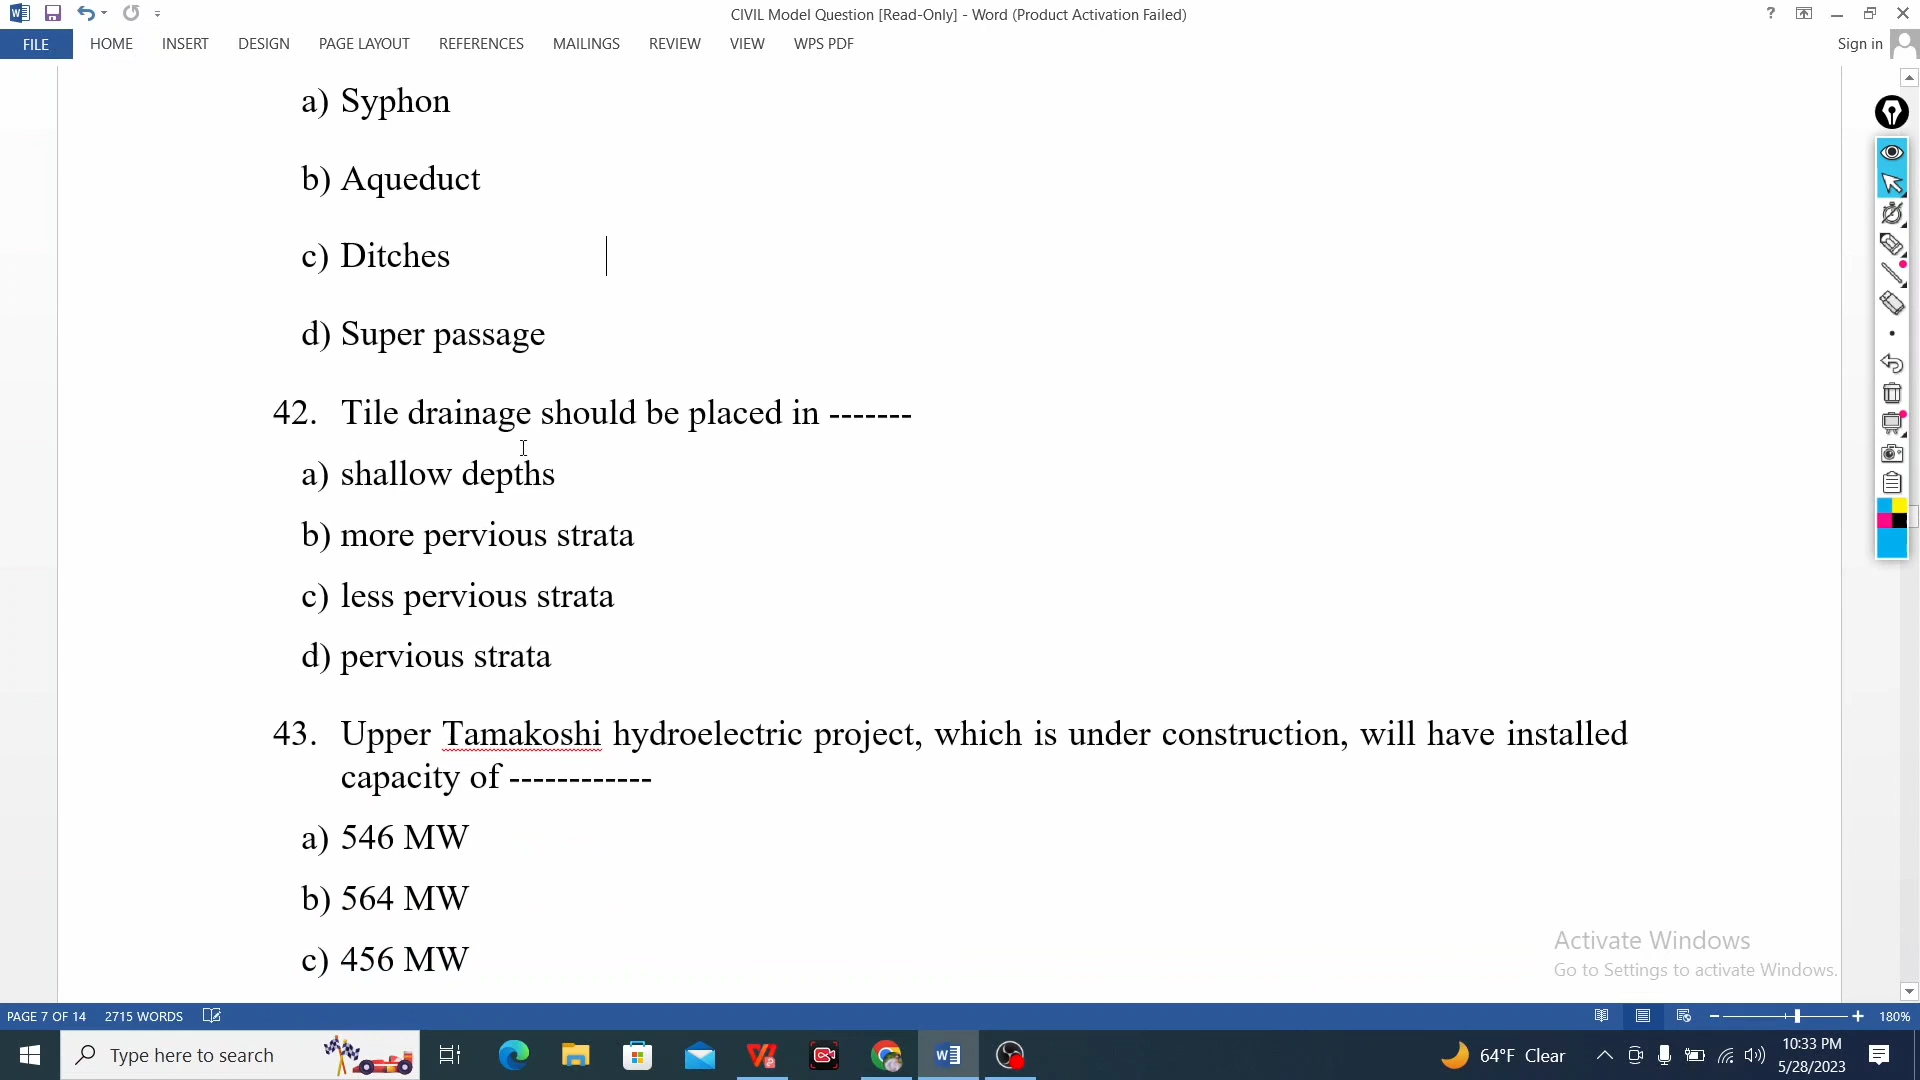 CIVIL Model Question [Read-Only] - Word (Product Activation Failed)
FILE HOME INSERT DESIGN PAGE LAYOUT REFERENCES MAILINGS REVIEW VIEW WPS PDF Sign in
a) Syphon
b) Aqueduct
c) Ditches
d) Super passage
42. Tile drainage should be placed in -------
a) shallow depths
b) more pervious strata
c) less pervious strata
d) pervious strata
43. Upper Tamakoshi hydroelectric project, which is under construction, will have installed
capacity of ------------
a) 546 MW
b) 564 MW
c) 456 MW
Activate Windows
Go to Settings to activate Windows.
PAGE 7 OF 14 2715 WORDS 180%
Type here to search 64°F Clear 10:33 PM
5/28/2023